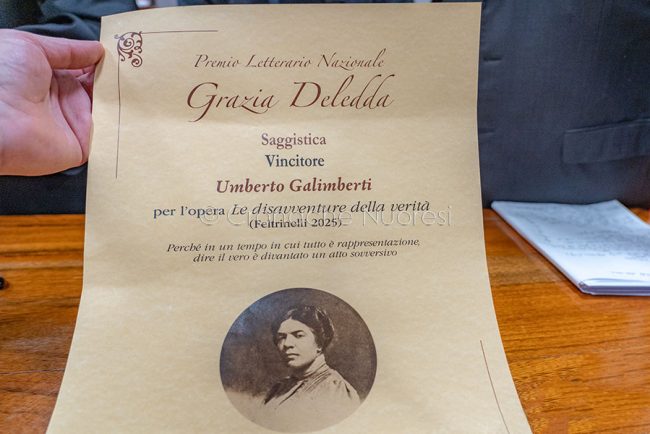 Premio Letterario Nazionale
Grazia Deledda
Saggistica
Vincitore
Umberto Galimberti
per l'opera Le disavventure della verità
(Feltrinelli 2025)
Perché in un tempo in cui tutto è rappresentazione,
dire il vero è divantato un atto sovversivo